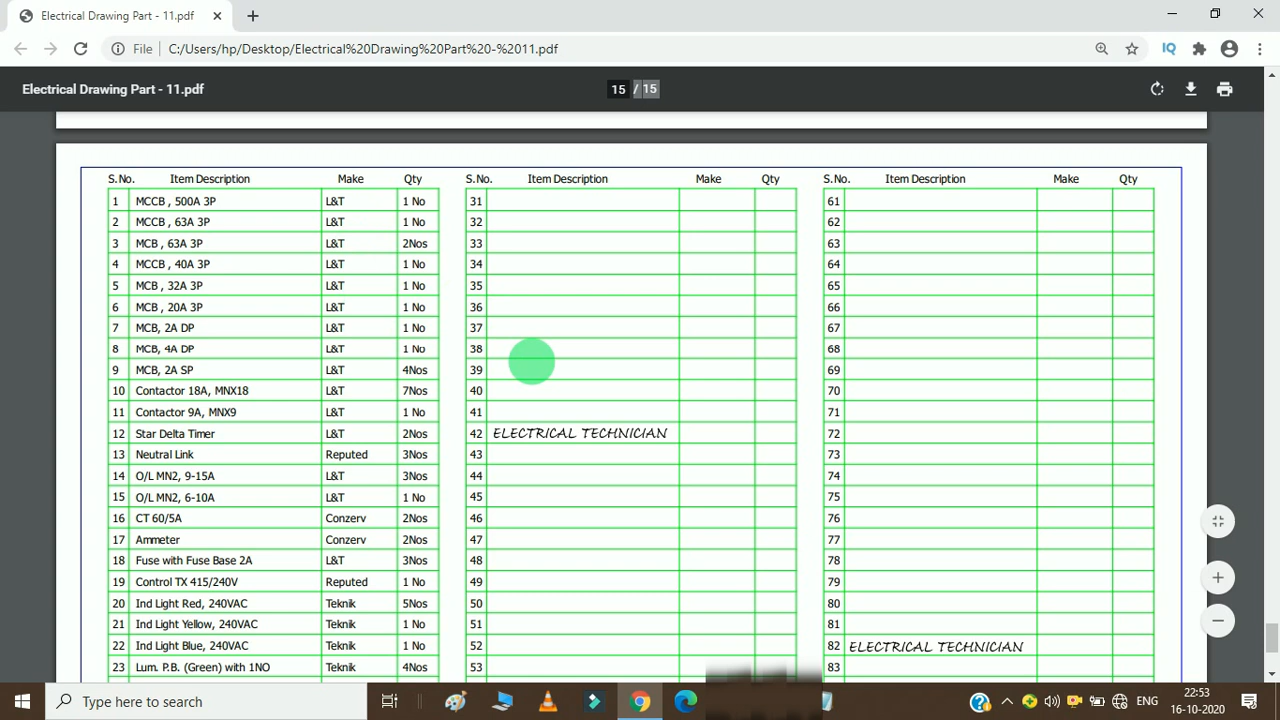 Electrical Drawing Part - 11.pdf
File C:/Users/hp/Desktop/Electrical%20Drawing%20Part%20-%2011.pdf IQ
Electrical Drawing Part - 11.pdf 15 / 15
S.No. Item Description Make Qty S.No. Item Description Make Qty S.No. Item Description Make Qty
1 MCCB , 500A 3P L&T 1 No 31 61
2 MCCB , 63A 3P L&T 1 No 32 62
3 MCB , 63A 3P L&T 2Nos 33 63
4 MCCB , 40A 3P L&T 1 No 34 64
5 MCB , 32A 3P L&T 1 No 35 65
6 MCB , 20A 3P L&T 1 No 36 66
7 MCB, 2A DP L&T 1 No 37 67
8 MCB, 4A DP L&T 1 No 38 68
9 MCB, 2A SP L&T 4Nos 39 69
10 Contactor 18A, MNX18 L&T 7Nos 40 70
11 Contactor 9A, MNX9 L&T 1 No 41 71
12 Star Delta Timer L&T 2Nos 42 ELECTRICAL TECHNICIAN 72
13 Neutral Link Reputed 3Nos 43 73
14 O/L MN2, 9-15A L&T 3Nos 44 74
15 O/L MN2, 6-10A L&T 1 No 45 75
16 CT 60/5A Conzerv 2Nos 46 76
17 Ammeter Conzerv 2Nos 47 77
18 Fuse with Fuse Base 2A L&T 3Nos 48 78
19 Control TX 415/240V Reputed 1 No 49 79
20 Ind Light Red, 240VAC Teknik 5Nos 50 80
21 Ind Light Yellow, 240VAC Teknik 1 No 51 81
22 Ind Light Blue, 240VAC Teknik 1 No 52 82 ELECTRICAL TECHNICIAN
23 Lum. P.B. (Green) with 1NO Teknik 4Nos 53 83
Type here to search ENG 22:53
16-10-2020